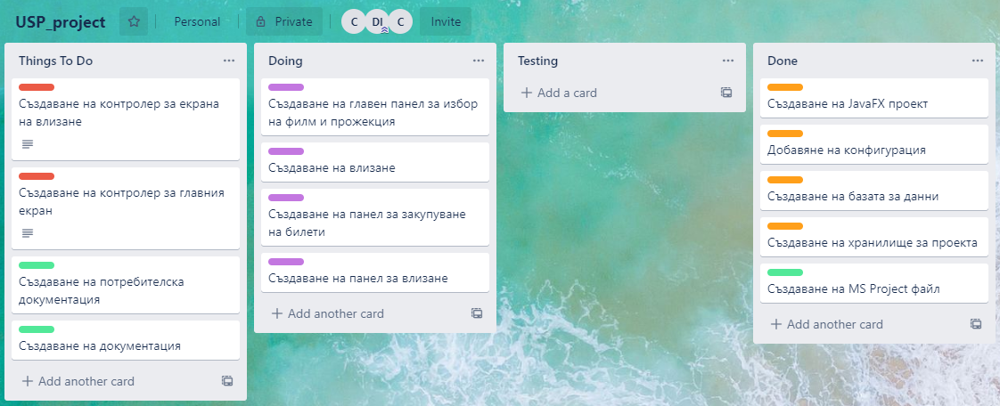 USP_project
Personal
Private
C
DI
C
Invite
Things To Do
Създаване на контролер за екрана
на влизане
Създаване на контролер за главния
екран
Създаване на потребителска
документация
Създаване на документация
Add another card
Doing
Създаване на главен панел за избор
на филм и прожекция
Създаване на влизане
Създаване на панел за закупуване
на билети
Създаване на панел за влизане
Add another card
Testing
Add a card
Done
Създаване на JavaFX проект
Добавяне на конфигурация
Създаване на базата за данни
Създаване на хранилище за проекта
Създаване на MS Project файл
Add another card